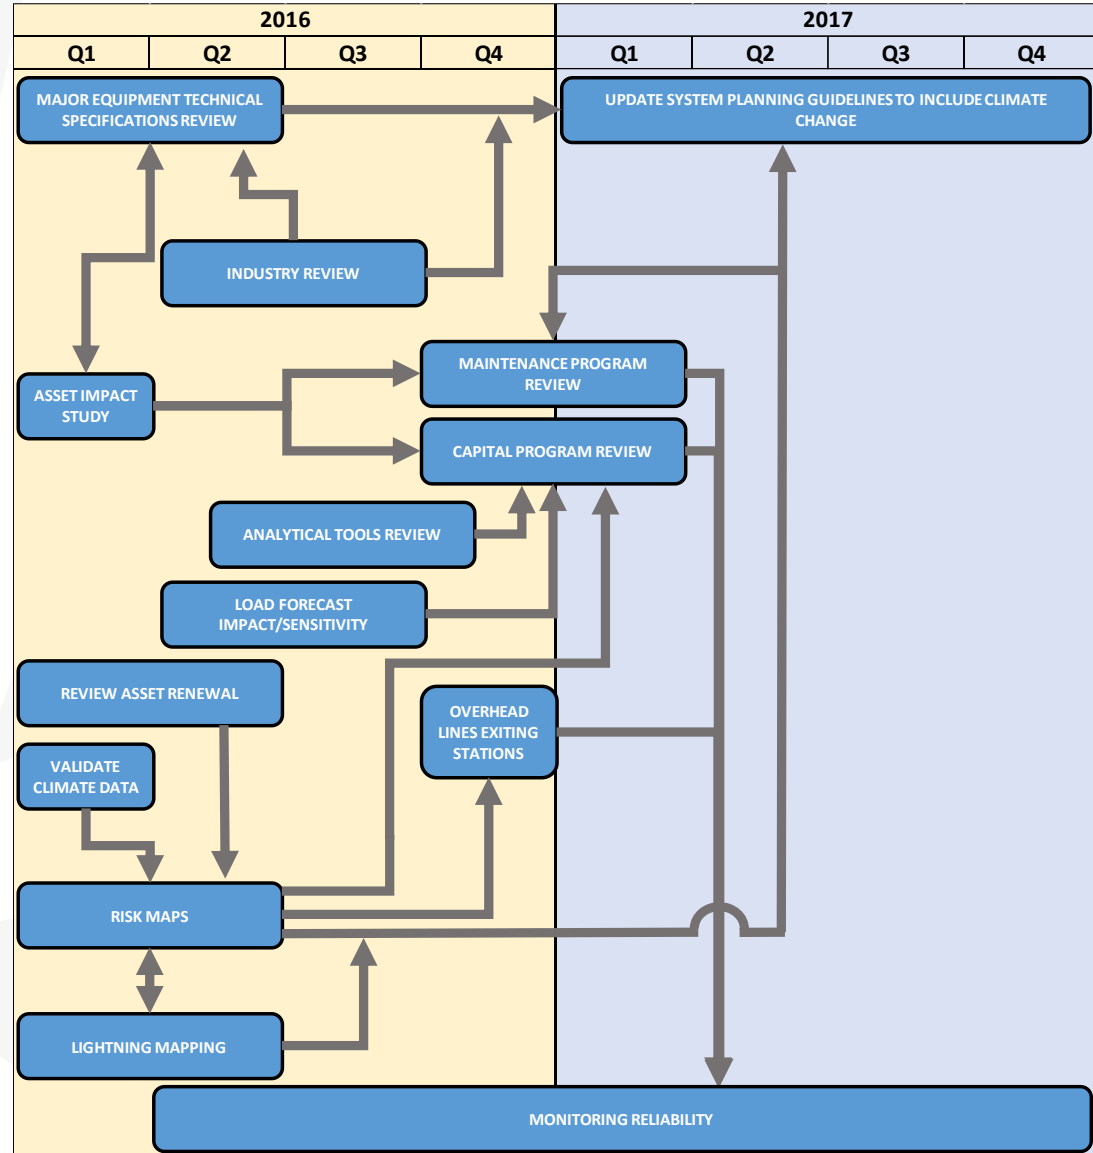 2016
2017
Q1
Q2
Q3
Q4
Q1
Q2
Q3
Q4
MAJOR EQUIPMENT TECHNICAL
SPECIFICATIONS REVIEW
UPDATE SYSTEM PLANNING GUIDELINES TO INCLUDE CLIMATE
CHANGE
INDUSTRY REVIEW
MAINTENANCE PROGRAM
REVIEW
ASSET IMPACT
STUDY
CAPITAL PROGRAM REVIEW
ANALYTICAL TOOLS REVIEW
LOAD FORECAST
IMPACT/SENSITIVITY
REVIEW ASSET RENEWAL
OVERHEAD
LINES EXITING
STATIONS
VALIDATE
CLIMATE DATA
RISK MAPS
LIGHTNING MAPPING
MONITORING RELIABILITY